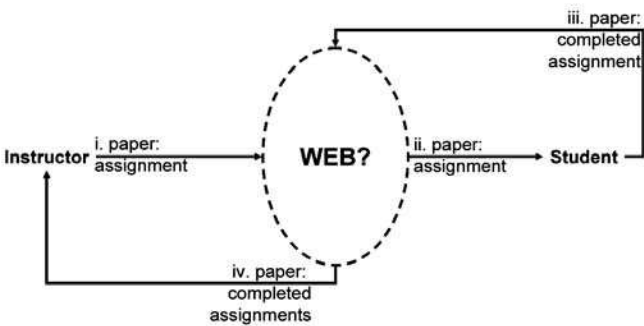 iii. paper:
completed
assignment
i. paper:
assignment
Instructor
WEB?
ii. paper:
assignment
Student
iv. paper:
completed
assignments